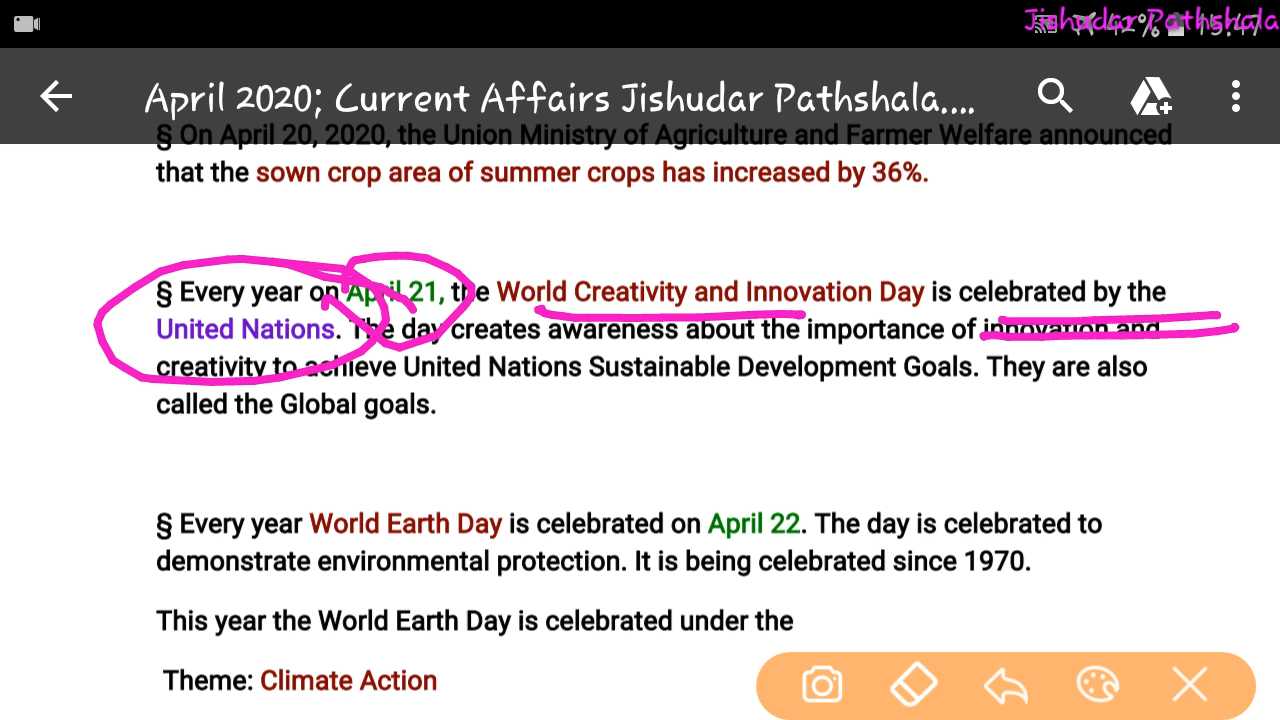 Jishudar Pathshala
42% 15:47
April 2020; Current Affairs Jishudar Pathshala....
§ On April 20, 2020, the Union Ministry of Agriculture and Farmer Welfare announced
that the sown crop area of summer crops has increased by 36%.
§ Every year on April 21, the World Creativity and Innovation Day is celebrated by the
United Nations. The day creates awareness about the importance of innovation and
creativity to achieve United Nations Sustainable Development Goals. They are also
called the Global goals.
§ Every year World Earth Day is celebrated on April 22. The day is celebrated to
demonstrate environmental protection. It is being celebrated since 1970.
This year the World Earth Day is celebrated under the
Theme: Climate Action